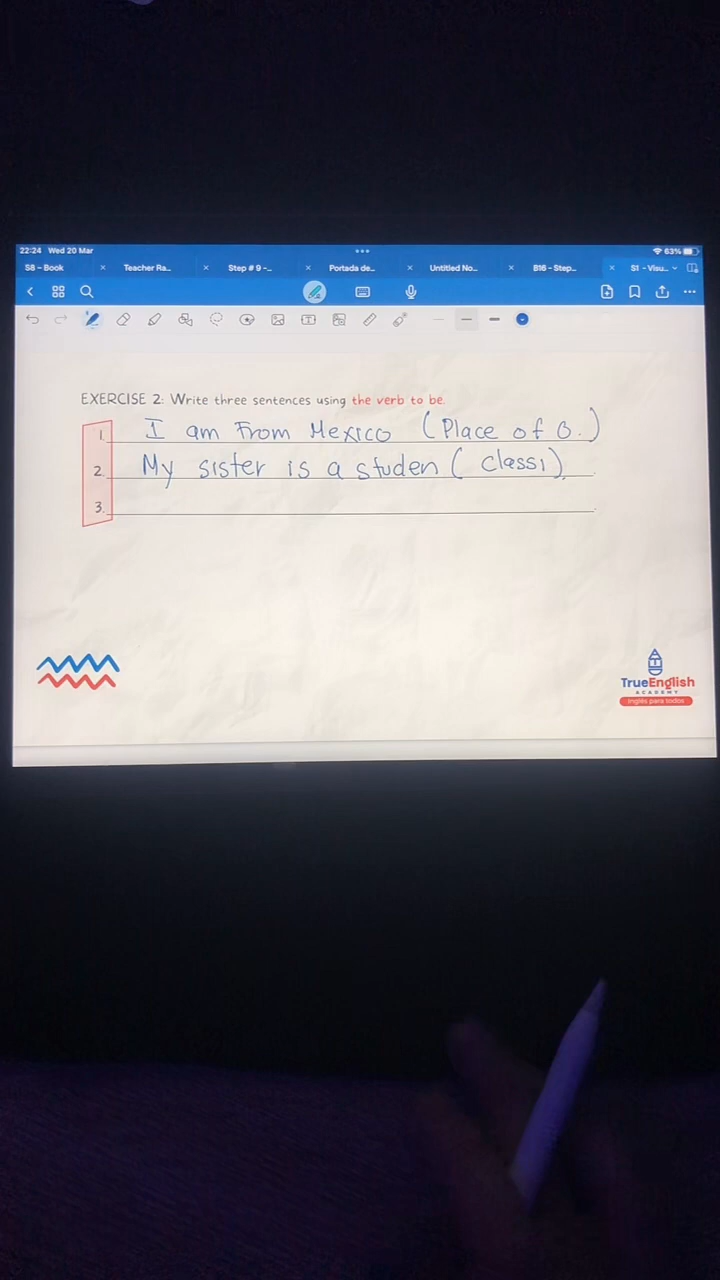 22:24 Wed 20 Mar
63%
S8 - Book
Teacher Ra...
Step # 9 -...
Portada de...
Untitled No...
B16 - Step...
S1 - Visu...
EXERCISE 2: Write three sentences using the verb to be.
1. I am From Mexico (Place of O.)
2. My sister is a studen (class1).
3.
TrueEnglish
ACADEMY
Inglés para todos